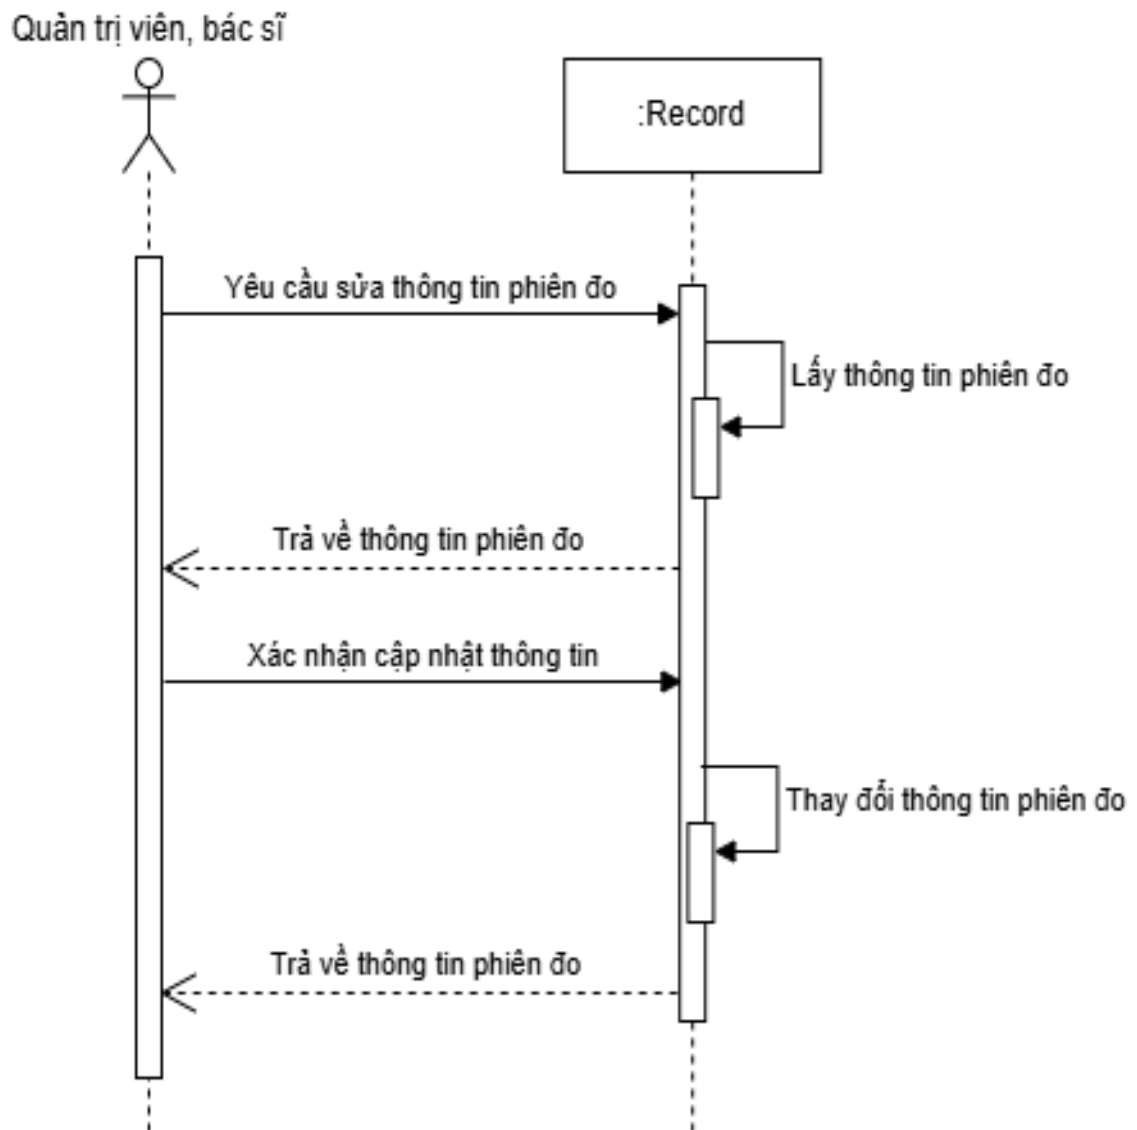 Quản trị viên, bác sĩ
:Record
Yêu cầu sửa thông tin phiên đo
Lấy thông tin phiên đo
Trả về thông tin phiên đo
Xác nhận cập nhật thông tin
Thay đổi thông tin phiên đo
Trả về thông tin phiên đo